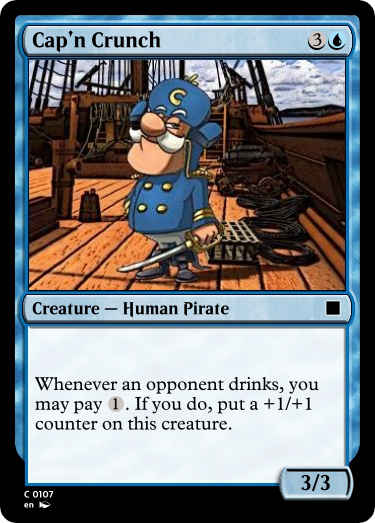 Cap'n Crunch 3
C
Creature — Human Pirate
Whenever an opponent drinks, you
may pay 1. If you do, put a +1/+1
counter on this creature.
3/3
C 0107
en